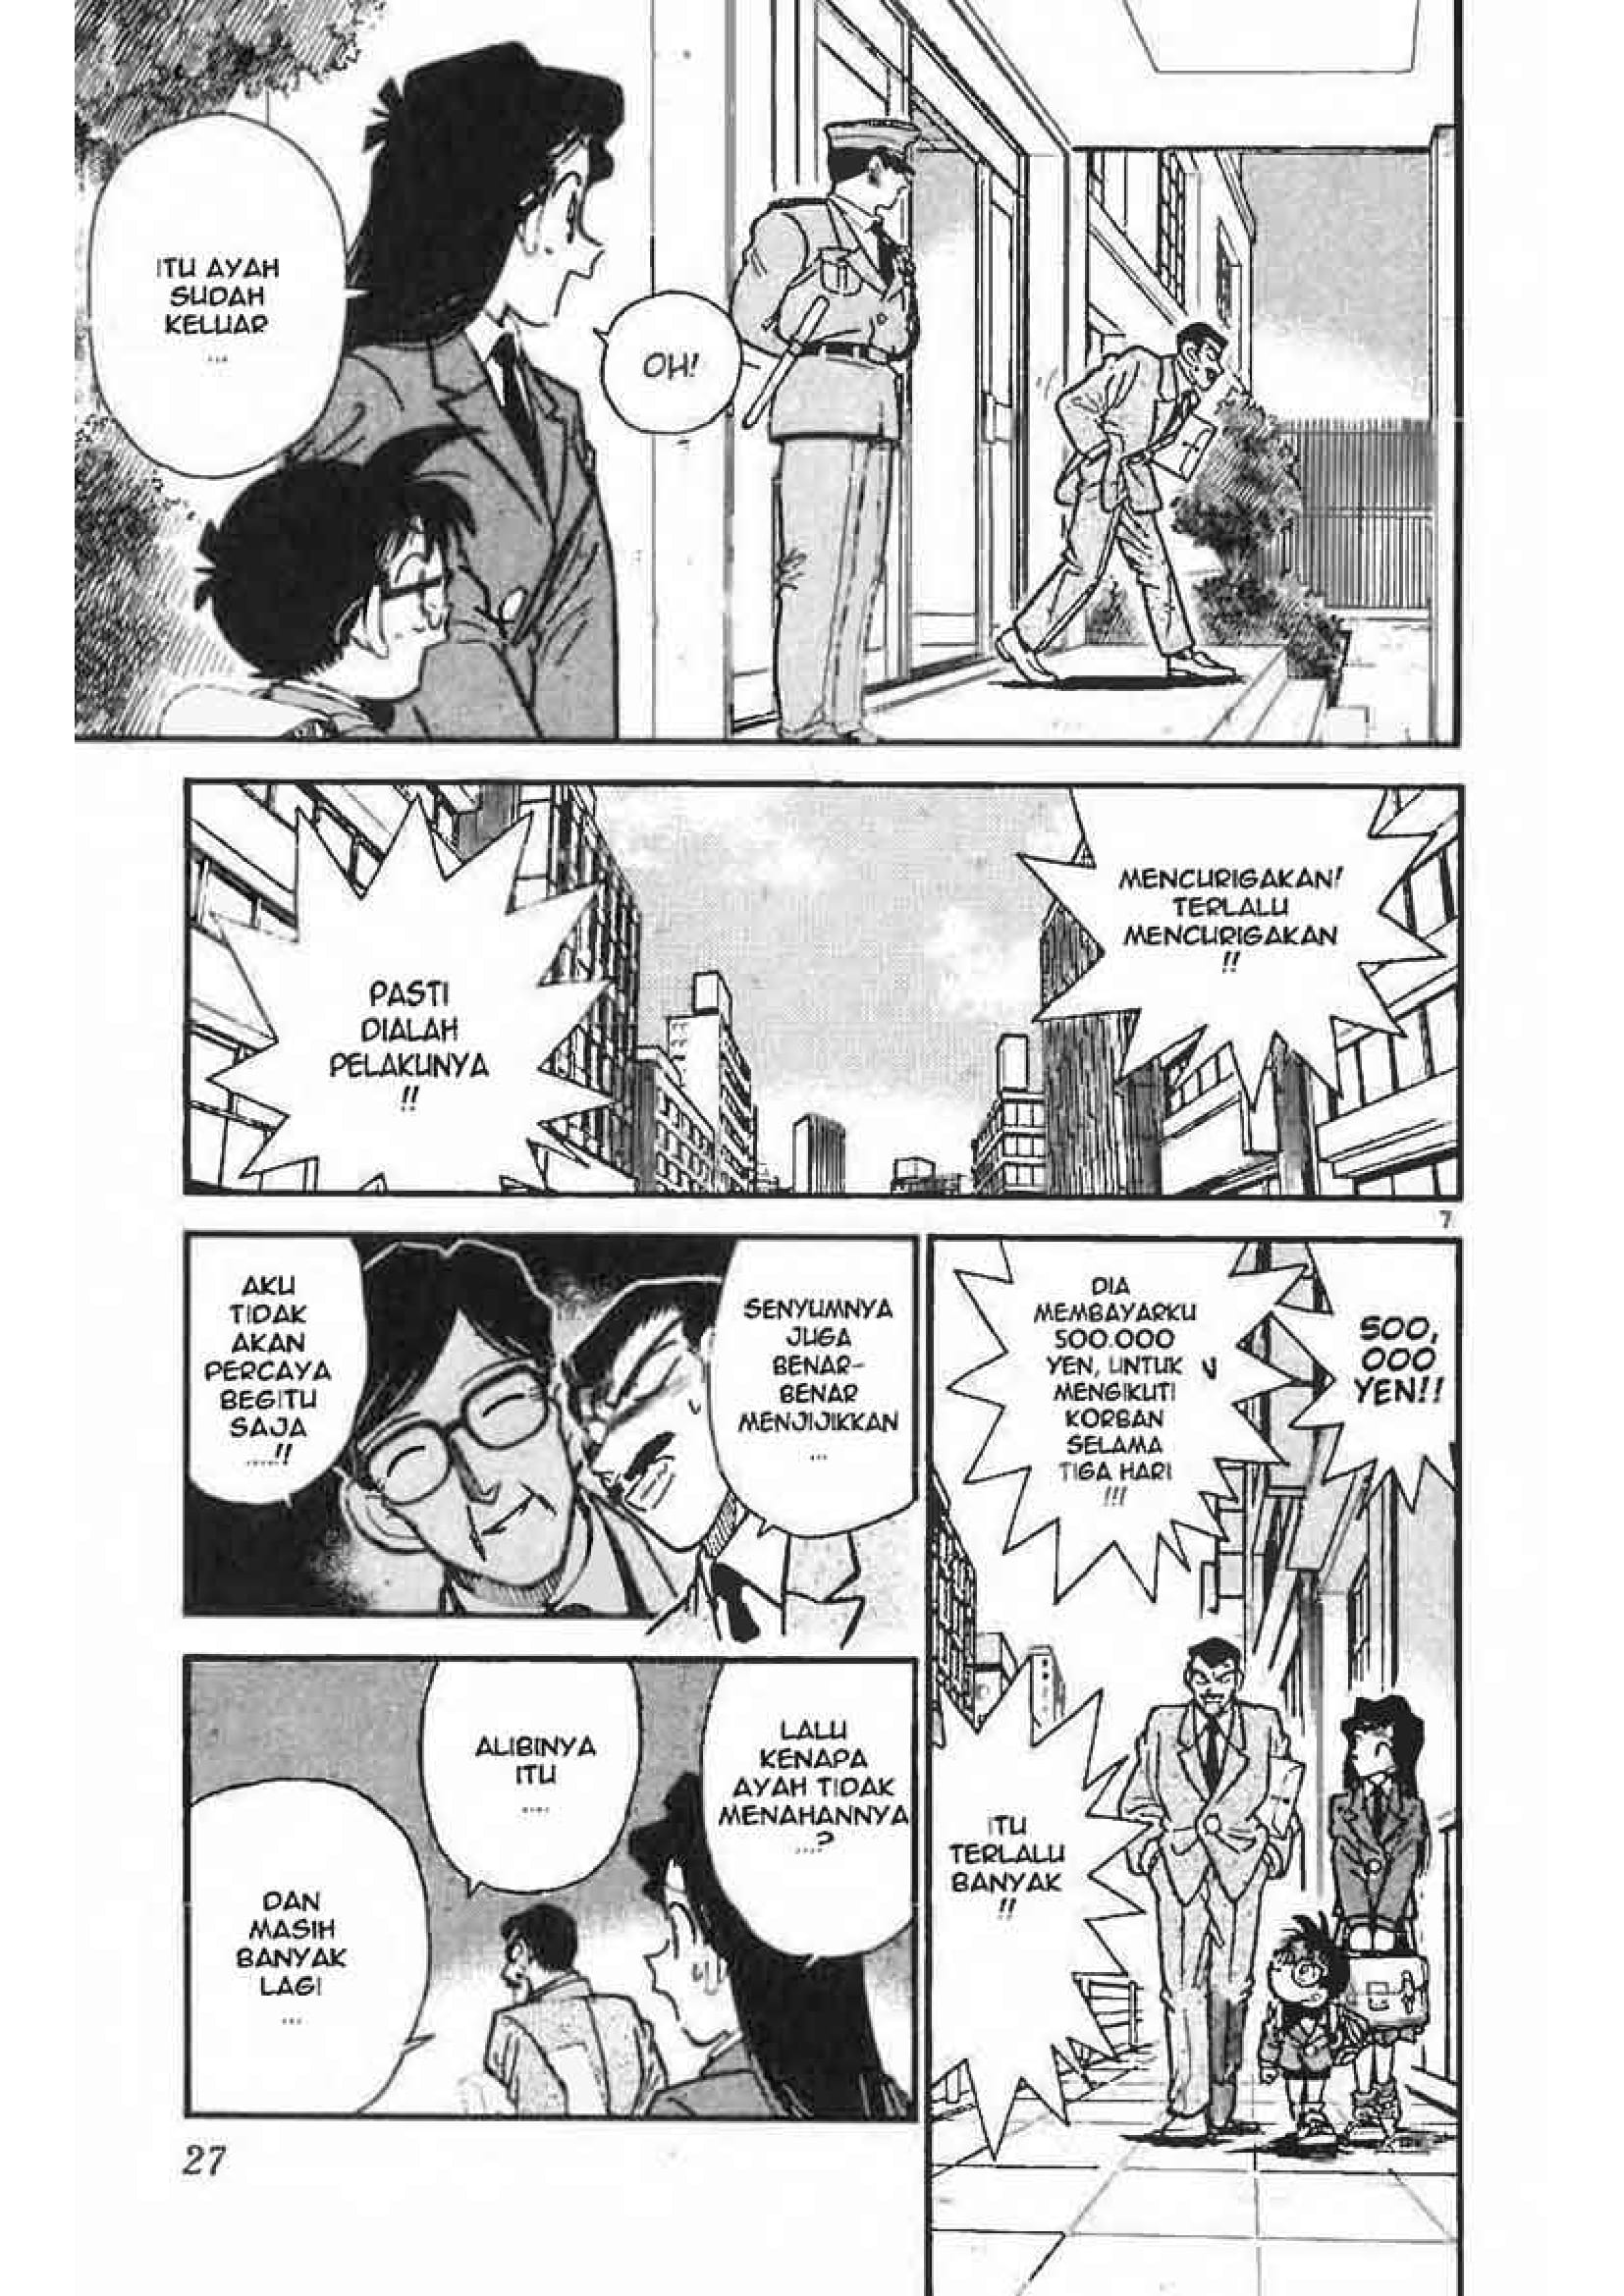 OH!
ITU AYAH
SUDAH
KELUAR
...
MENCURIGAKAN!
TERLALU
MENCURIGAKAN
!!
PASTI
DIALAH
PELAKUNYA
!!
7
500,
000
YEN!!
DIA
MEMBAYARKU
500.000
YEN, UNTUK
MENGIKUTI
KORBAN
SELAMA
TIGA HARI
!!!
ITU
TERLALU
BANYAK
!!
SENYUMNYA
JUGA
BENAR-
BENAR
MENJIJIKKAN
...
AKU
TIDAK
AKAN
PERCAYA
BEGITU
SAJA
.....!!
LALU
KENAPA
AYAH TIDAK
MENAHANNYA
....?
ALIBINYA
ITU
....
DAN
MASIH
BANYAK
LAGI
...
27